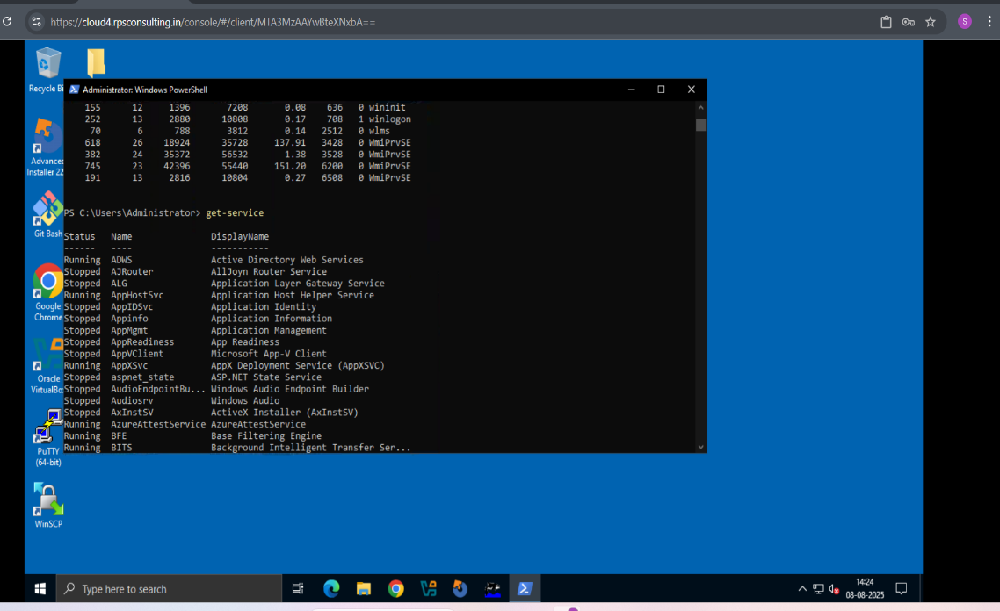 https://cloud4.rpsconsulting.in/console/#/client/MTA3MzAAYwBteXNxbA==
S
Recycle Bi
Advanced
Installer 22
Git Bash
Google
Chrome
Oracle
VirtualBo
PuTTY
(64-bit)
WinSCP
Administrator: Windows PowerShell
155 12 1396 7208 0.08 636 0 wininit
252 13 2880 10808 0.17 708 1 winlogon
70 6 788 3812 0.14 2512 0 wlms
618 26 18924 35728 137.91 3428 0 WmiPrvSE
382 24 35372 56532 1.38 3528 0 WmiPrvSE
745 23 42396 55440 151.20 6200 0 WmiPrvSE
191 13 2816 10804 0.27 6508 0 WmiPrvSE
PS C:\Users\Administrator> get-service
Status Name DisplayName
------ ---- -----------
Running ADWS Active Directory Web Services
Stopped AJRouter AllJoyn Router Service
Stopped ALG Application Layer Gateway Service
Running AppHostSvc Application Host Helper Service
Stopped AppIDSvc Application Identity
Stopped Appinfo Application Information
Stopped AppMgmt Application Management
Stopped AppReadiness App Readiness
Stopped AppVClient Microsoft App-V Client
Running AppXSvc AppX Deployment Service (AppXSVC)
Stopped aspnet_state ASP.NET State Service
Stopped AudioEndpointBu... Windows Audio Endpoint Builder
Stopped Audiosrv Windows Audio
Stopped AxInstSV ActiveX Installer (AxInstSV)
Running AzureAttestService AzureAttestService
Running BFE Base Filtering Engine
Running BITS Background Intelligent Transfer Ser...
Type here to search
14:24
08-08-2025